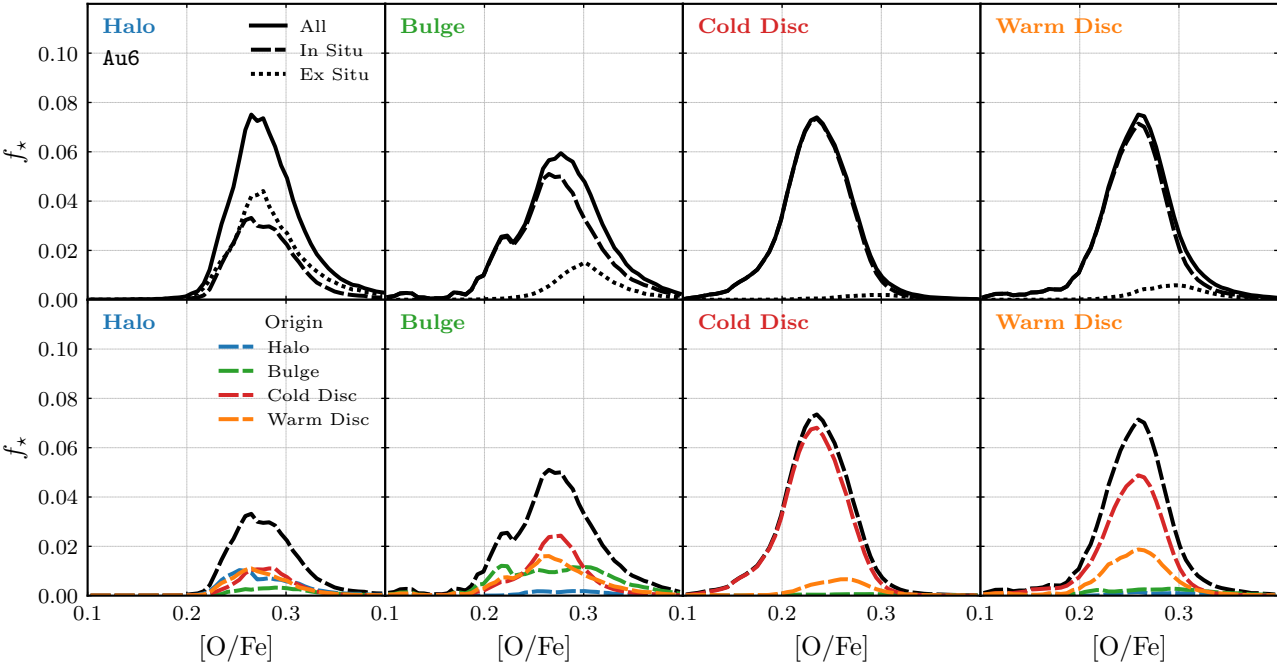 Halo
Au6
All
In Situ
Ex Situ
Bulge
Cold Disc
Warm Disc
0.10
0.08
0.06
0.04
0.02
0.00
f⋆
Halo
Origin
Halo
Bulge
Cold Disc
Warm Disc
Bulge
Cold Disc
Warm Disc
0.10
0.08
0.06
0.04
0.02
0.00
f⋆
0.1 0.2 0.3 0.1 0.2 0.3 0.1 0.2 0.3 0.1 0.2 0.3
[O/Fe] [O/Fe] [O/Fe] [O/Fe]